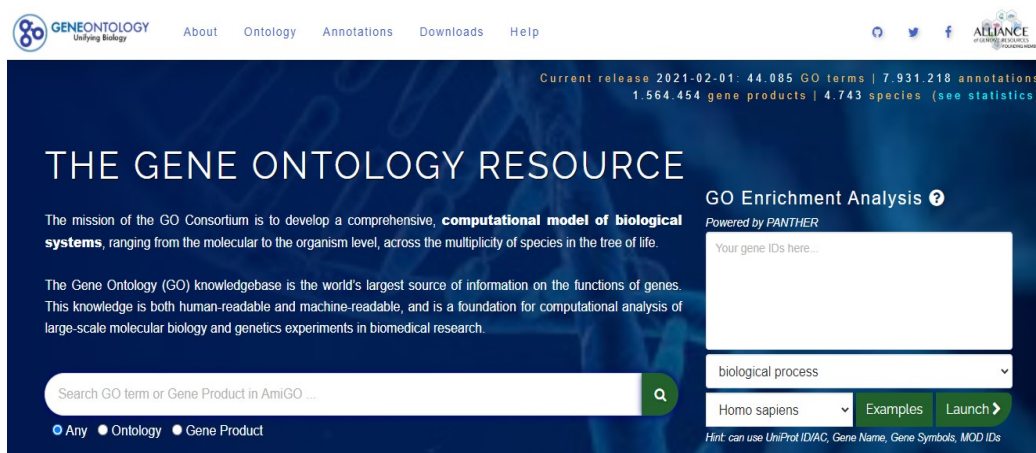 GENEONTOLOGY
Unifying Biology
About Ontology Annotations Downloads Help
ALLIANCE
of GENOME RESOURCES
FOUNDING MEM
Current release 2021-02-01: 44.085 GO terms | 7.931.218 annotations
1.564.454 gene products | 4.743 species (see statistics
THE GENE ONTOLOGY RESOURCE
The mission of the GO Consortium is to develop a comprehensive, computational model of biological
systems, ranging from the molecular to the organism level, across the multiplicity of species in the tree of life.
The Gene Ontology (GO) knowledgebase is the world's largest source of information on the functions of genes.
This knowledge is both human-readable and machine-readable, and is a foundation for computational analysis of
large-scale molecular biology and genetics experiments in biomedical research.
Search GO term or Gene Product in AmiGO ...
Any Ontology Gene Product
GO Enrichment Analysis ?
Powered by PANTHER
Your gene IDs here...
biological process
Homo sapiens Examples Launch
Hint: can use UniProt ID/AC, Gene Name, Gene Symbols, MOD IDs